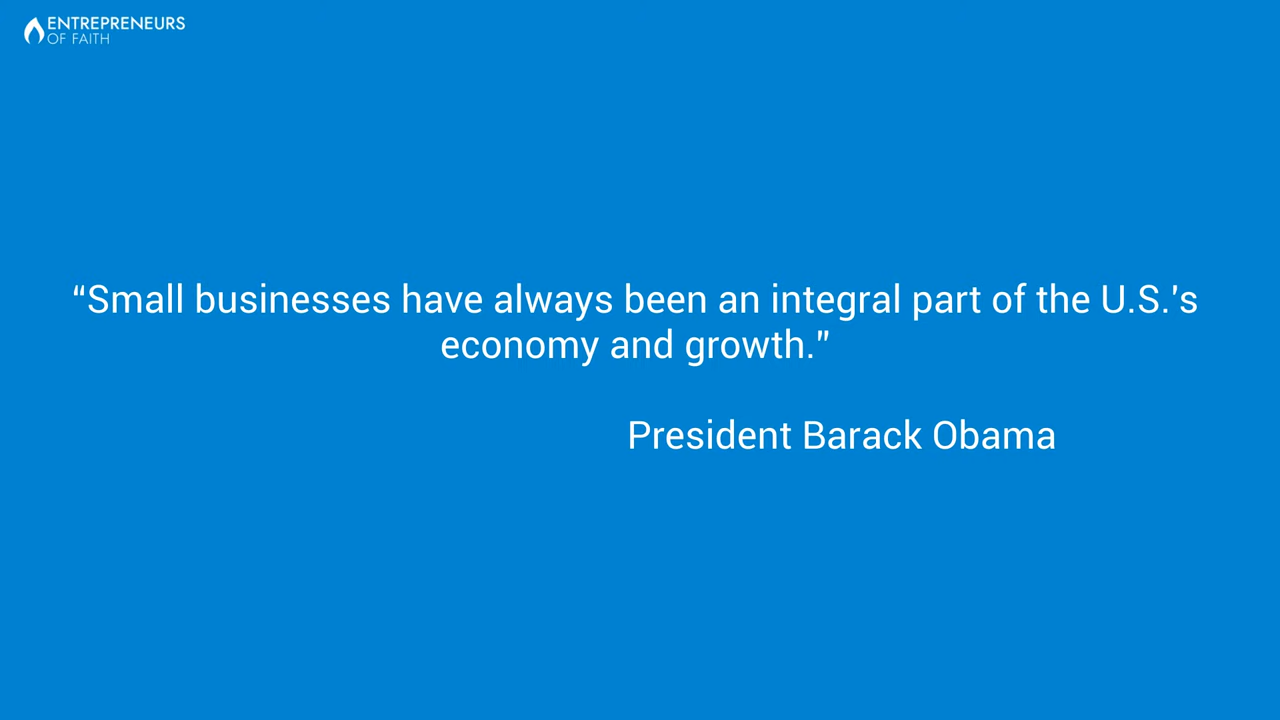 ENTREPRENEURS
OF FAITH
“Small businesses have always been an integral part of the U.S.'s
economy and growth.”
President Barack Obama